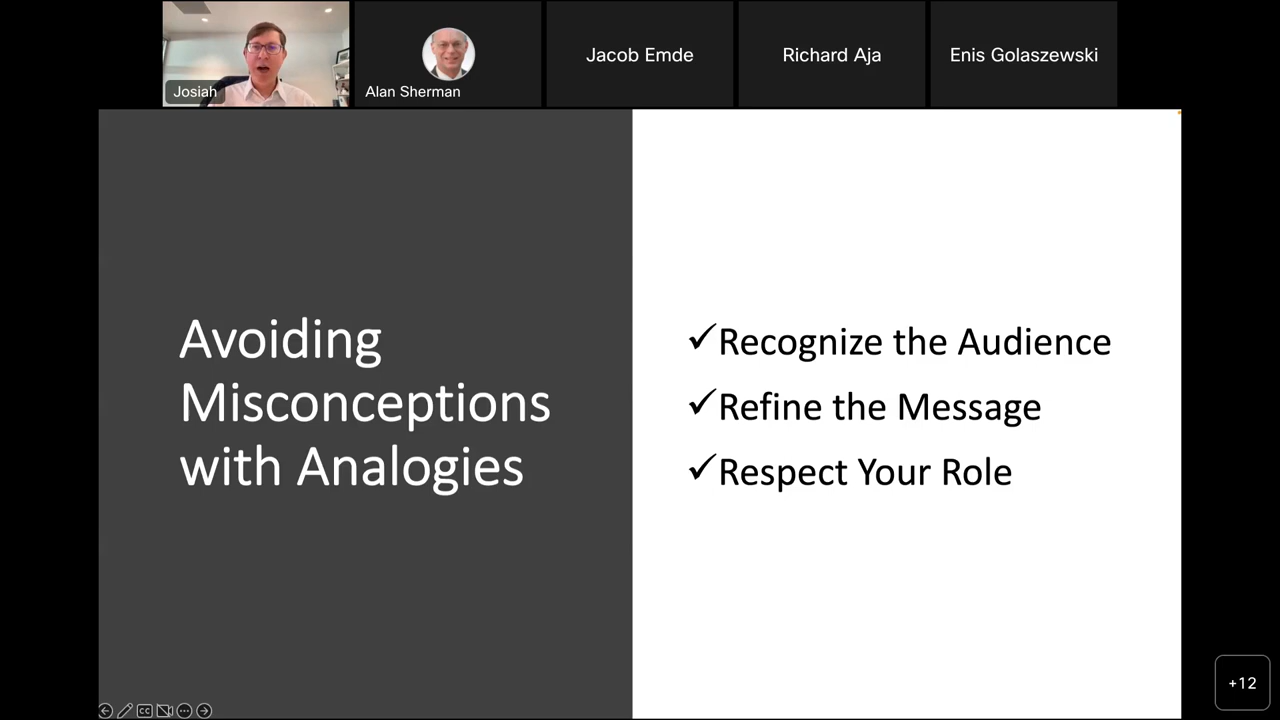 Josiah
Alan Sherman
Jacob Emde
Richard Aja
Enis Golaszewski
Avoiding
Misconceptions
with Analogies
✓Recognize the Audience
✓Refine the Message
✓Respect Your Role
CC
+12